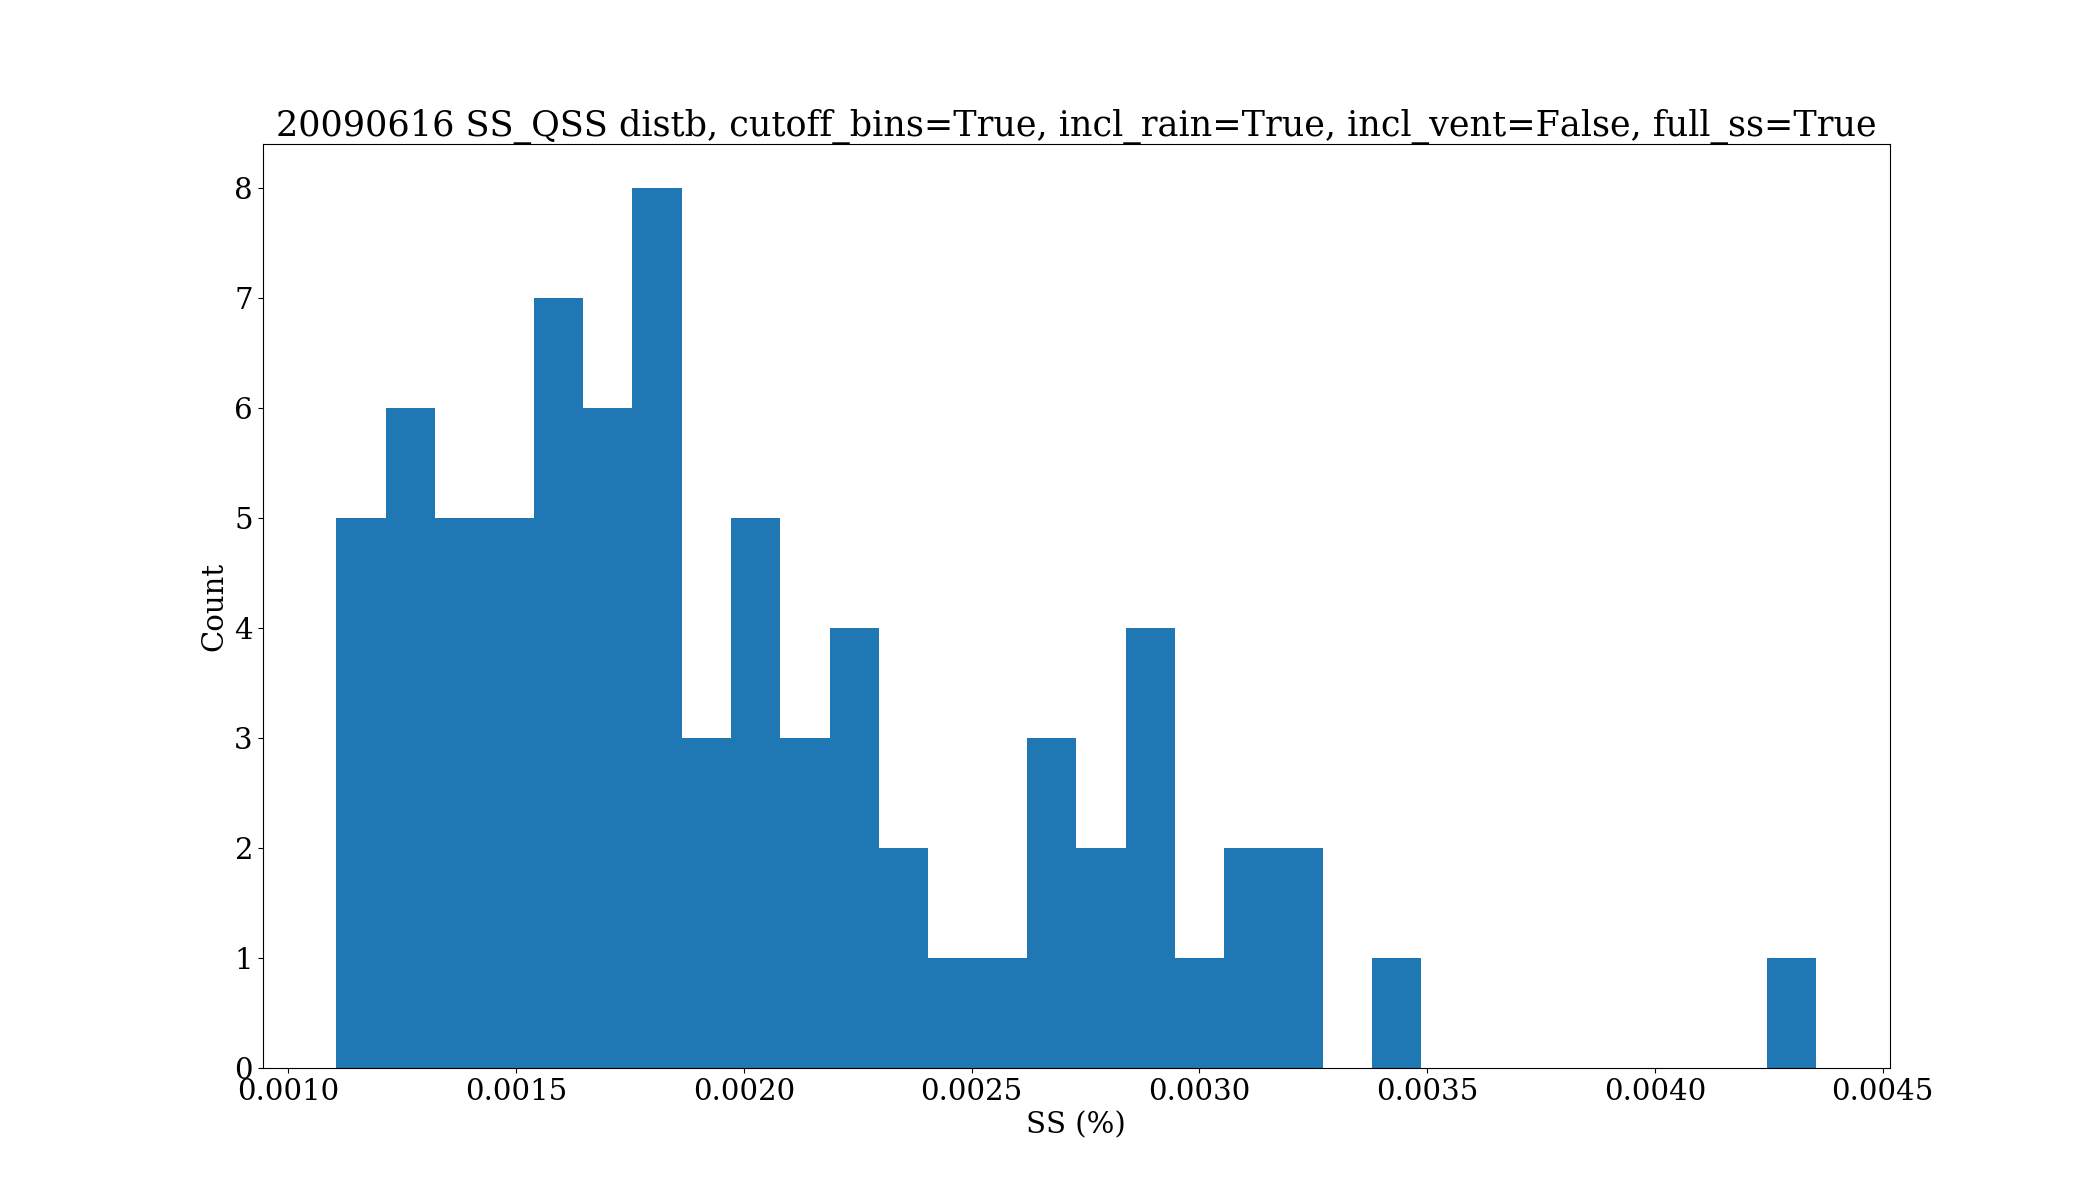 20090616 SS_QSS distb, cutoff_bins=True, incl_rain=True, incl_vent=False, full_ss=True
8
7
6
5
4
3
2
1
0
Count
0.0010 0.0015 0.0020 0.0025 0.0030 0.0035 0.0040 0.0045
SS (%)